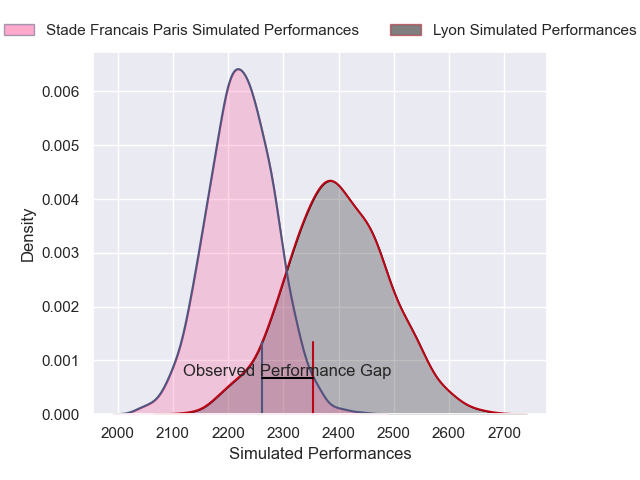 Stade Francais Paris Simulated Performances
Lyon Simulated Performances
0.006
0.005
0.004
0.003
0.002
0.001
0.000
Density
Observed Performance Gap
2000 2100 2200 2300 2400 2500 2600 2700
Simulated Performances